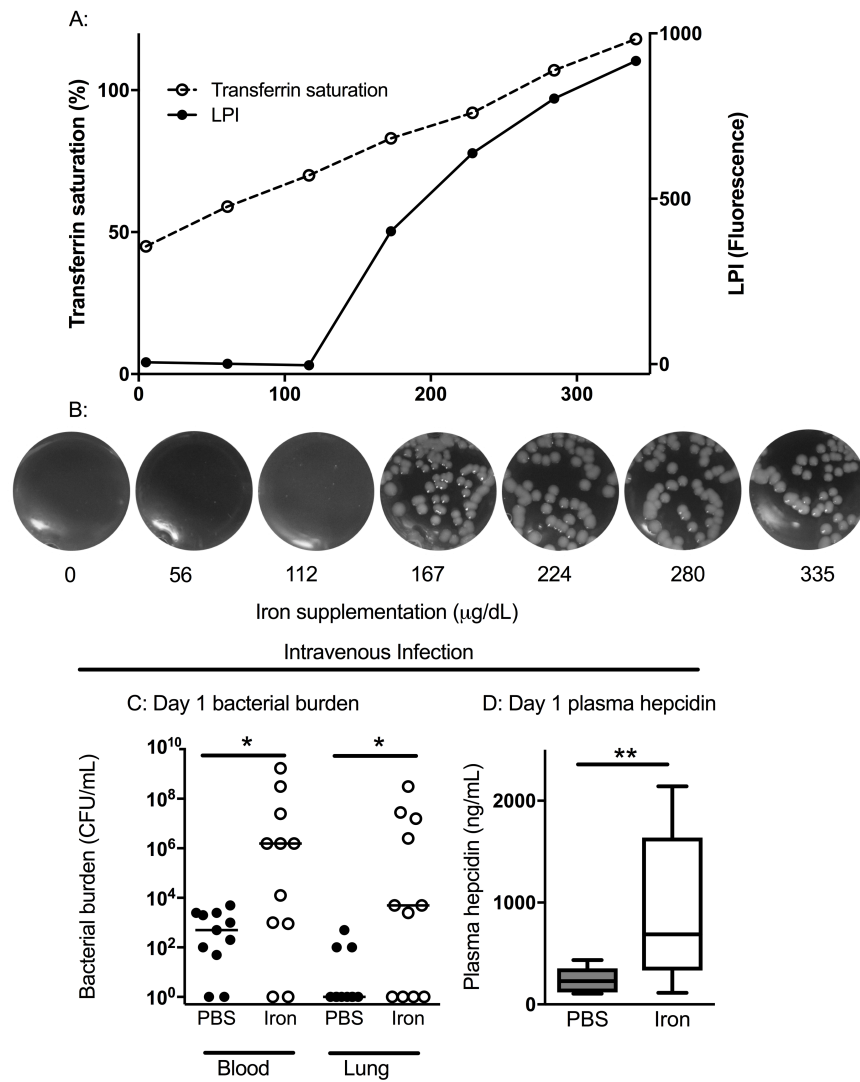 A:
Transferrin saturation (%)
100
50
0
Transferrin saturation
LPI
1000
500
0
LPI (Fluorescence)
0 100 200 300
B:
0 56 112 167 224 280 335
Iron supplementation (μg/dL)
Intravenous Infection
C: Day 1 bacterial burden
Bacterial burden (CFU/mL)
10¹⁰
10⁸
10⁶
10⁴
10²
10⁰
* *
PBS Iron PBS Iron
Blood Lung
D: Day 1 plasma hepcidin
Plasma hepcidin (ng/mL)
2000
1000
0
**
PBS Iron